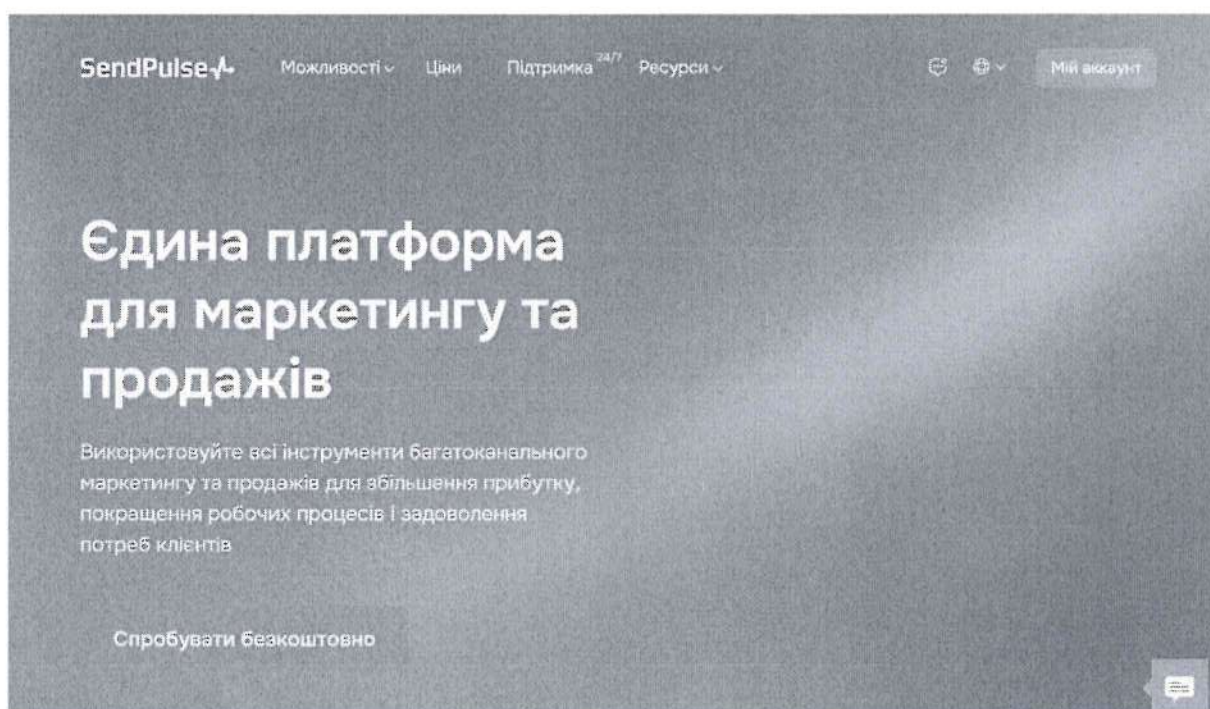 SendPulse
Можливості Ціни Підтримка 24/7 Ресурси Мій аккаунт
Єдина платформа
для маркетингу та
продажів
Використовуйте всі інструменти багатоканального
маркетингу та продажів для збільшення прибутку,
покращення робочих процесів і задоволення
потреб клієнтів
Спробувати безкоштовно